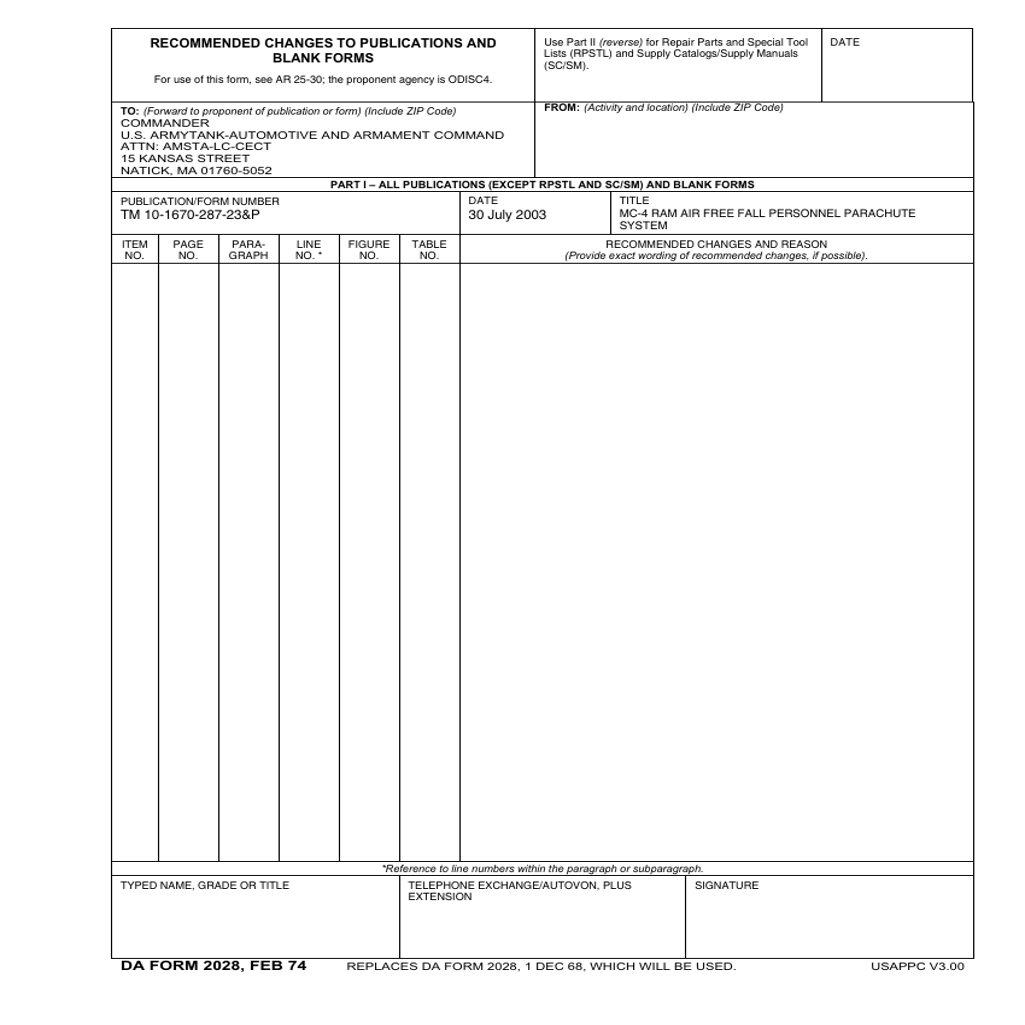 RECOMMENDED CHANGES TO PUBLICATIONS AND
BLANK FORMS
For use of this form, see AR 25-30; the proponent agency is ODISC4.
Use Part II (reverse) for Repair Parts and Special Tool
Lists (RPSTL) and Supply Catalogs/Supply Manuals
(SC/SM).
DATE
TO: (Forward to proponent of publication or form) (Include ZIP Code)
COMMANDER
U.S. ARMYTANK-AUTOMOTIVE AND ARMAMENT COMMAND
ATTN: AMSTA-LC-CECT
15 KANSAS STREET
NATICK, MA 01760-5052
FROM: (Activity and location) (Include ZIP Code)
PART I – ALL PUBLICATIONS (EXCEPT RPSTL AND SC/SM) AND BLANK FORMS
PUBLICATION/FORM NUMBER
TM 10-1670-287-23&P
DATE
30 July 2003
TITLE
MC-4 RAM AIR FREE FALL PERSONNEL PARACHUTE
SYSTEM
ITEM
NO.
PAGE
NO.
PARA-
GRAPH
LINE
NO. *
FIGURE
NO.
TABLE
NO.
RECOMMENDED CHANGES AND REASON
(Provide exact wording of recommended changes, if possible).
*Reference to line numbers within the paragraph or subparagraph.
TYPED NAME, GRADE OR TITLE
TELEPHONE EXCHANGE/AUTOVON, PLUS
EXTENSION
SIGNATURE
DA FORM 2028, FEB 74
REPLACES DA FORM 2028, 1 DEC 68, WHICH WILL BE USED.
USAPPC V3.00